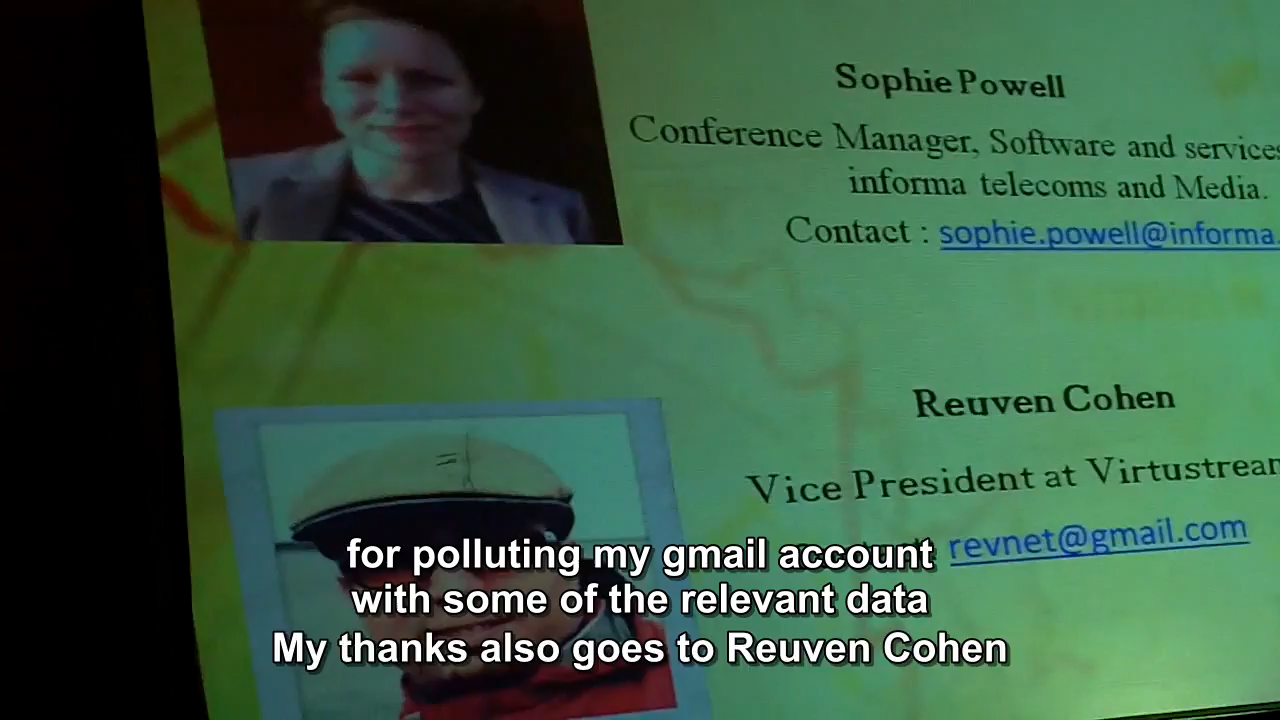 Sophie Powell
Conference Manager, Software and services
informa telecoms and Media.
Contact : sophie.powell@informa.
Reuven Cohen
Vice President at Virtustream
revnet@gmail.com
for polluting my gmail account
with some of the relevant data
My thanks also goes to Reuven Cohen